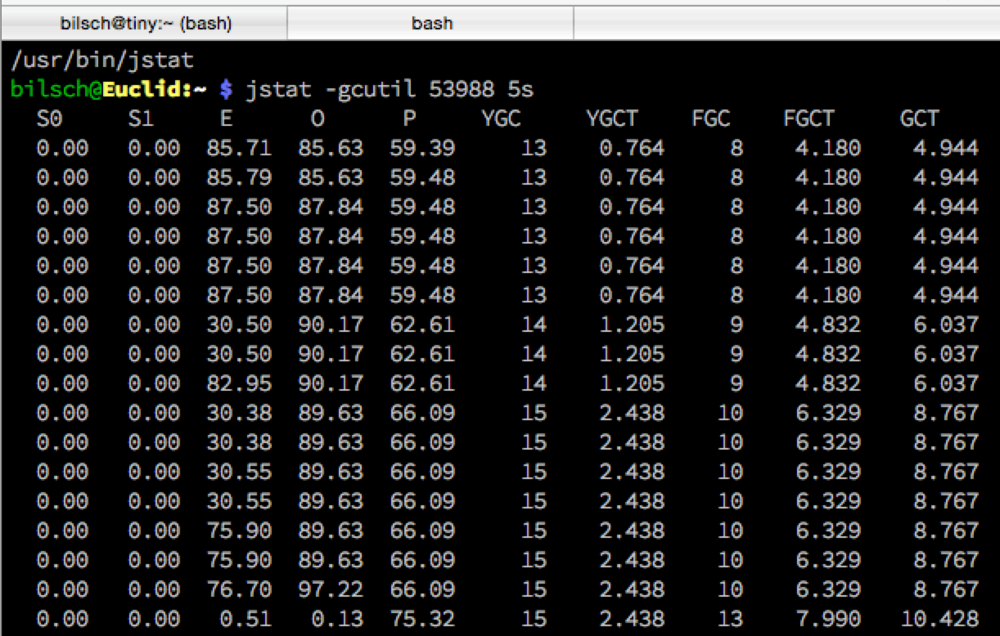 bilsch@tiny:~ (bash) bash
/usr/bin/jstat
bilsch@Euclid:~ $ jstat -gcutil 53988 5s
S0 S1 E O P YGC YGCT FGC FGCT GCT
0.00 0.00 85.71 85.63 59.39 13 0.764 8 4.180 4.944
0.00 0.00 85.79 85.63 59.48 13 0.764 8 4.180 4.944
0.00 0.00 87.50 87.84 59.48 13 0.764 8 4.180 4.944
0.00 0.00 87.50 87.84 59.48 13 0.764 8 4.180 4.944
0.00 0.00 87.50 87.84 59.48 13 0.764 8 4.180 4.944
0.00 0.00 87.50 87.84 59.48 13 0.764 8 4.180 4.944
0.00 0.00 30.50 90.17 62.61 14 1.205 9 4.832 6.037
0.00 0.00 30.50 90.17 62.61 14 1.205 9 4.832 6.037
0.00 0.00 82.95 90.17 62.61 14 1.205 9 4.832 6.037
0.00 0.00 30.38 89.63 66.09 15 2.438 10 6.329 8.767
0.00 0.00 30.38 89.63 66.09 15 2.438 10 6.329 8.767
0.00 0.00 30.55 89.63 66.09 15 2.438 10 6.329 8.767
0.00 0.00 30.55 89.63 66.09 15 2.438 10 6.329 8.767
0.00 0.00 75.90 89.63 66.09 15 2.438 10 6.329 8.767
0.00 0.00 75.90 89.63 66.09 15 2.438 10 6.329 8.767
0.00 0.00 76.70 97.22 66.09 15 2.438 10 6.329 8.767
0.00 0.00 0.51 0.13 75.32 15 2.438 13 7.990 10.428